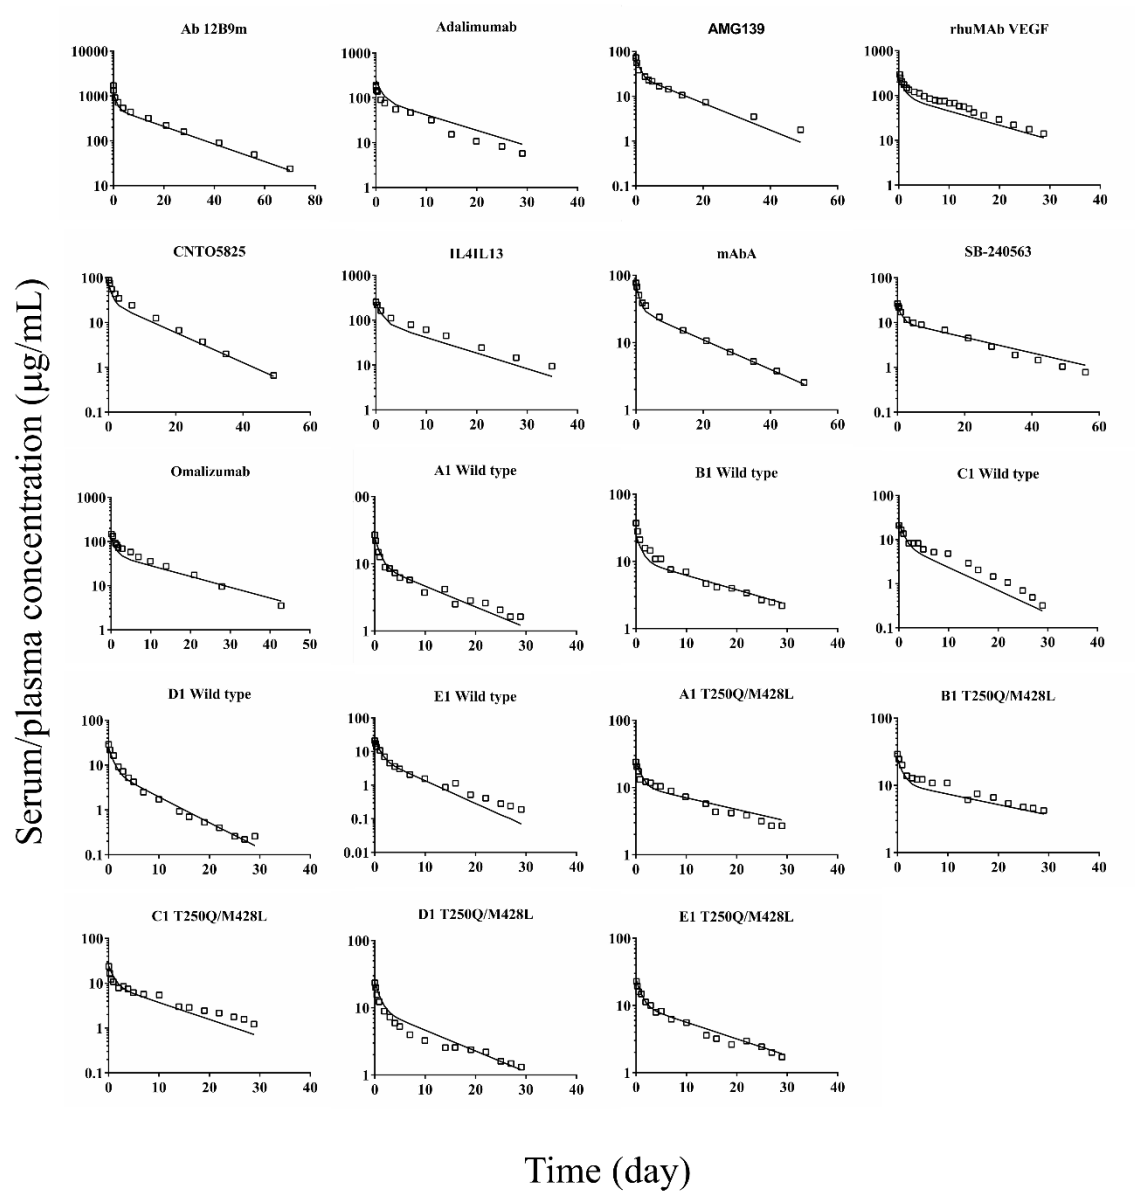 Ab 12B9m
Adalimumab
AMG139
rhuMAb VEGF
10000
1000
100
10
0 20 40 60 80
1000
100
10
1
0 10 20 30 40
100
10
1
0.1
0 20 40 60
1000
100
10
1
0 10 20 30 40
CNTO5825
IL4IL13
mAbA
SB-240563
100
10
1
0.1
0 20 40 60
1000
100
10
1
0 10 20 30 40
100
10
1
0 20 40 60
100
10
1
0.1
0 20 40 60
Omalizumab
A1 Wild type
B1 Wild type
C1 Wild type
1000
100
10
1
0 10 20 30 40 50
00
10
1
0 10 20 30 40
100
10
1
0 10 20 30 40
100
10
1
0.1
0 10 20 30 40
D1 Wild type
E1 Wild type
A1 T250Q/M428L
B1 T250Q/M428L
100
10
1
0.1
0 10 20 30 40
100
10
1
0.1
0.01
0 10 20 30 40
100
10
1
0 10 20 30 40
100
10
1
0 10 20 30 40
C1 T250Q/M428L
D1 T250Q/M428L
E1 T250Q/M428L
100
10
1
0.1
0 10 20 30 40
100
10
1
0 10 20 30 40
100
10
1
0 10 20 30 40
Serum/plasma concentration (µg/mL)
Time (day)